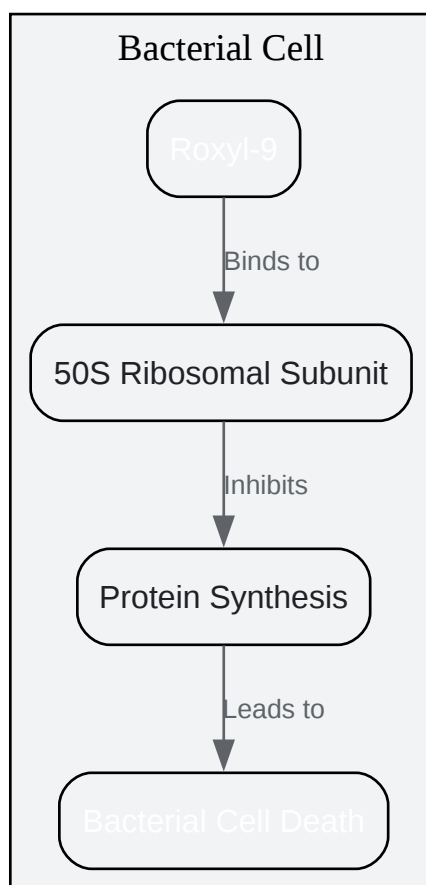 Bacterial Cell
Roxyl-9
Binds to
50S Ribosomal Subunit
Inhibits
Protein Synthesis
Leads to
Bacterial Cell Death